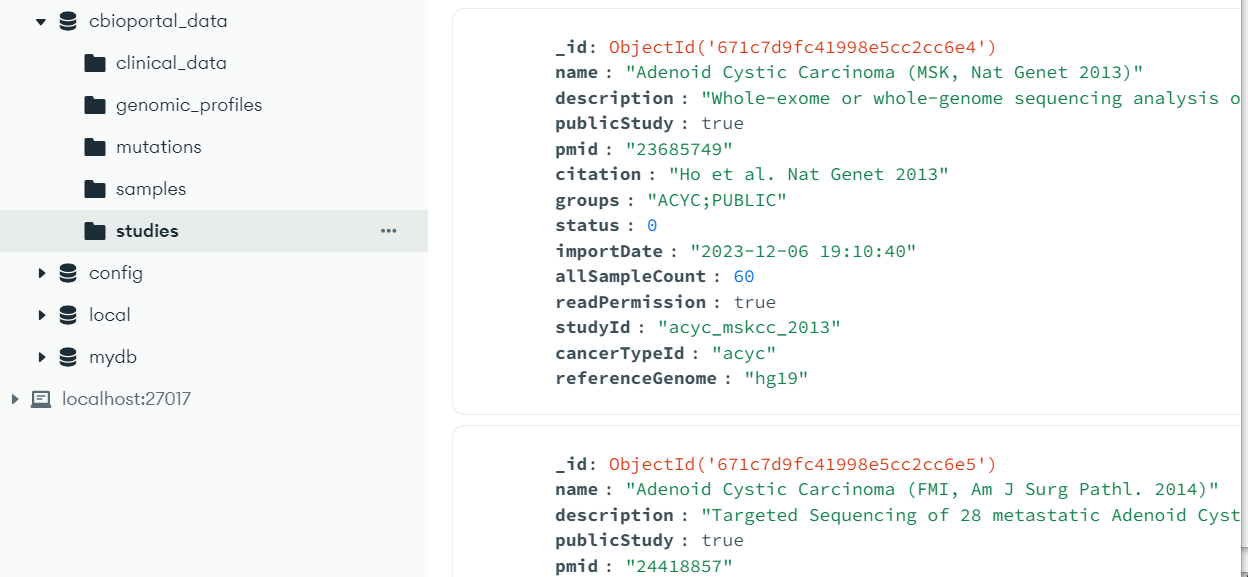 cbioportal_data
clinical_data
genomic_profiles
mutations
samples
studies
config
local
mydb
localhost:27017
_id: ObjectId('671c7d9fc41998e5cc2cc6e4')
name : "Adenoid Cystic Carcinoma (MSK, Nat Genet 2013)"
description : "Whole-exome or whole-genome sequencing analysis o
publicStudy : true
pmid : "23685749"
citation : "Ho et al. Nat Genet 2013"
groups : "ACYC;PUBLIC"
status : 0
importDate : "2023-12-06 19:10:40"
allSampleCount : 60
readPermission : true
studyId : "acyc_mskcc_2013"
cancerTypeId : "acyc"
referenceGenome : "hg19"
_id: ObjectId('671c7d9fc41998e5cc2cc6e5')
name : "Adenoid Cystic Carcinoma (FMI, Am J Surg Pathl. 2014)"
description : "Targeted Sequencing of 28 metastatic Adenoid Cyst
publicStudy : true
pmid : "24418857"